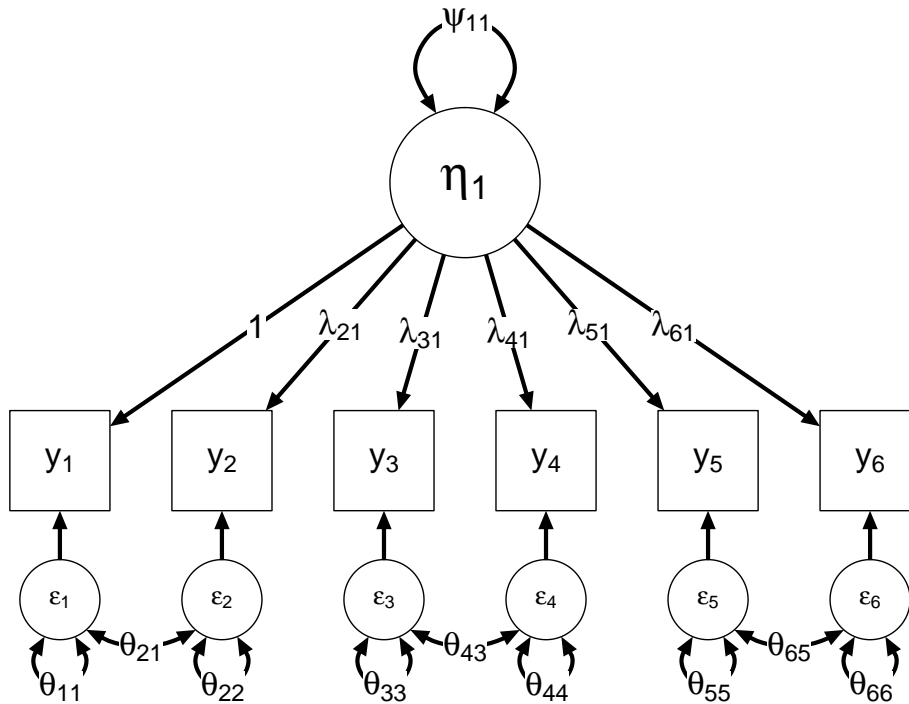 ψ₁₁
η₁
1 λ₂₁ λ₃₁ λ₄₁ λ₅₁ λ₆₁
y₁ y₂ y₃ y₄ y₅ y₆
ε₁ ε₂ ε₃ ε₄ ε₅ ε₆
θ₂₁ θ₄₃ θ₆₅
θ₁₁ θ₂₂ θ₃₃ θ₄₄ θ₅₅ θ₆₆